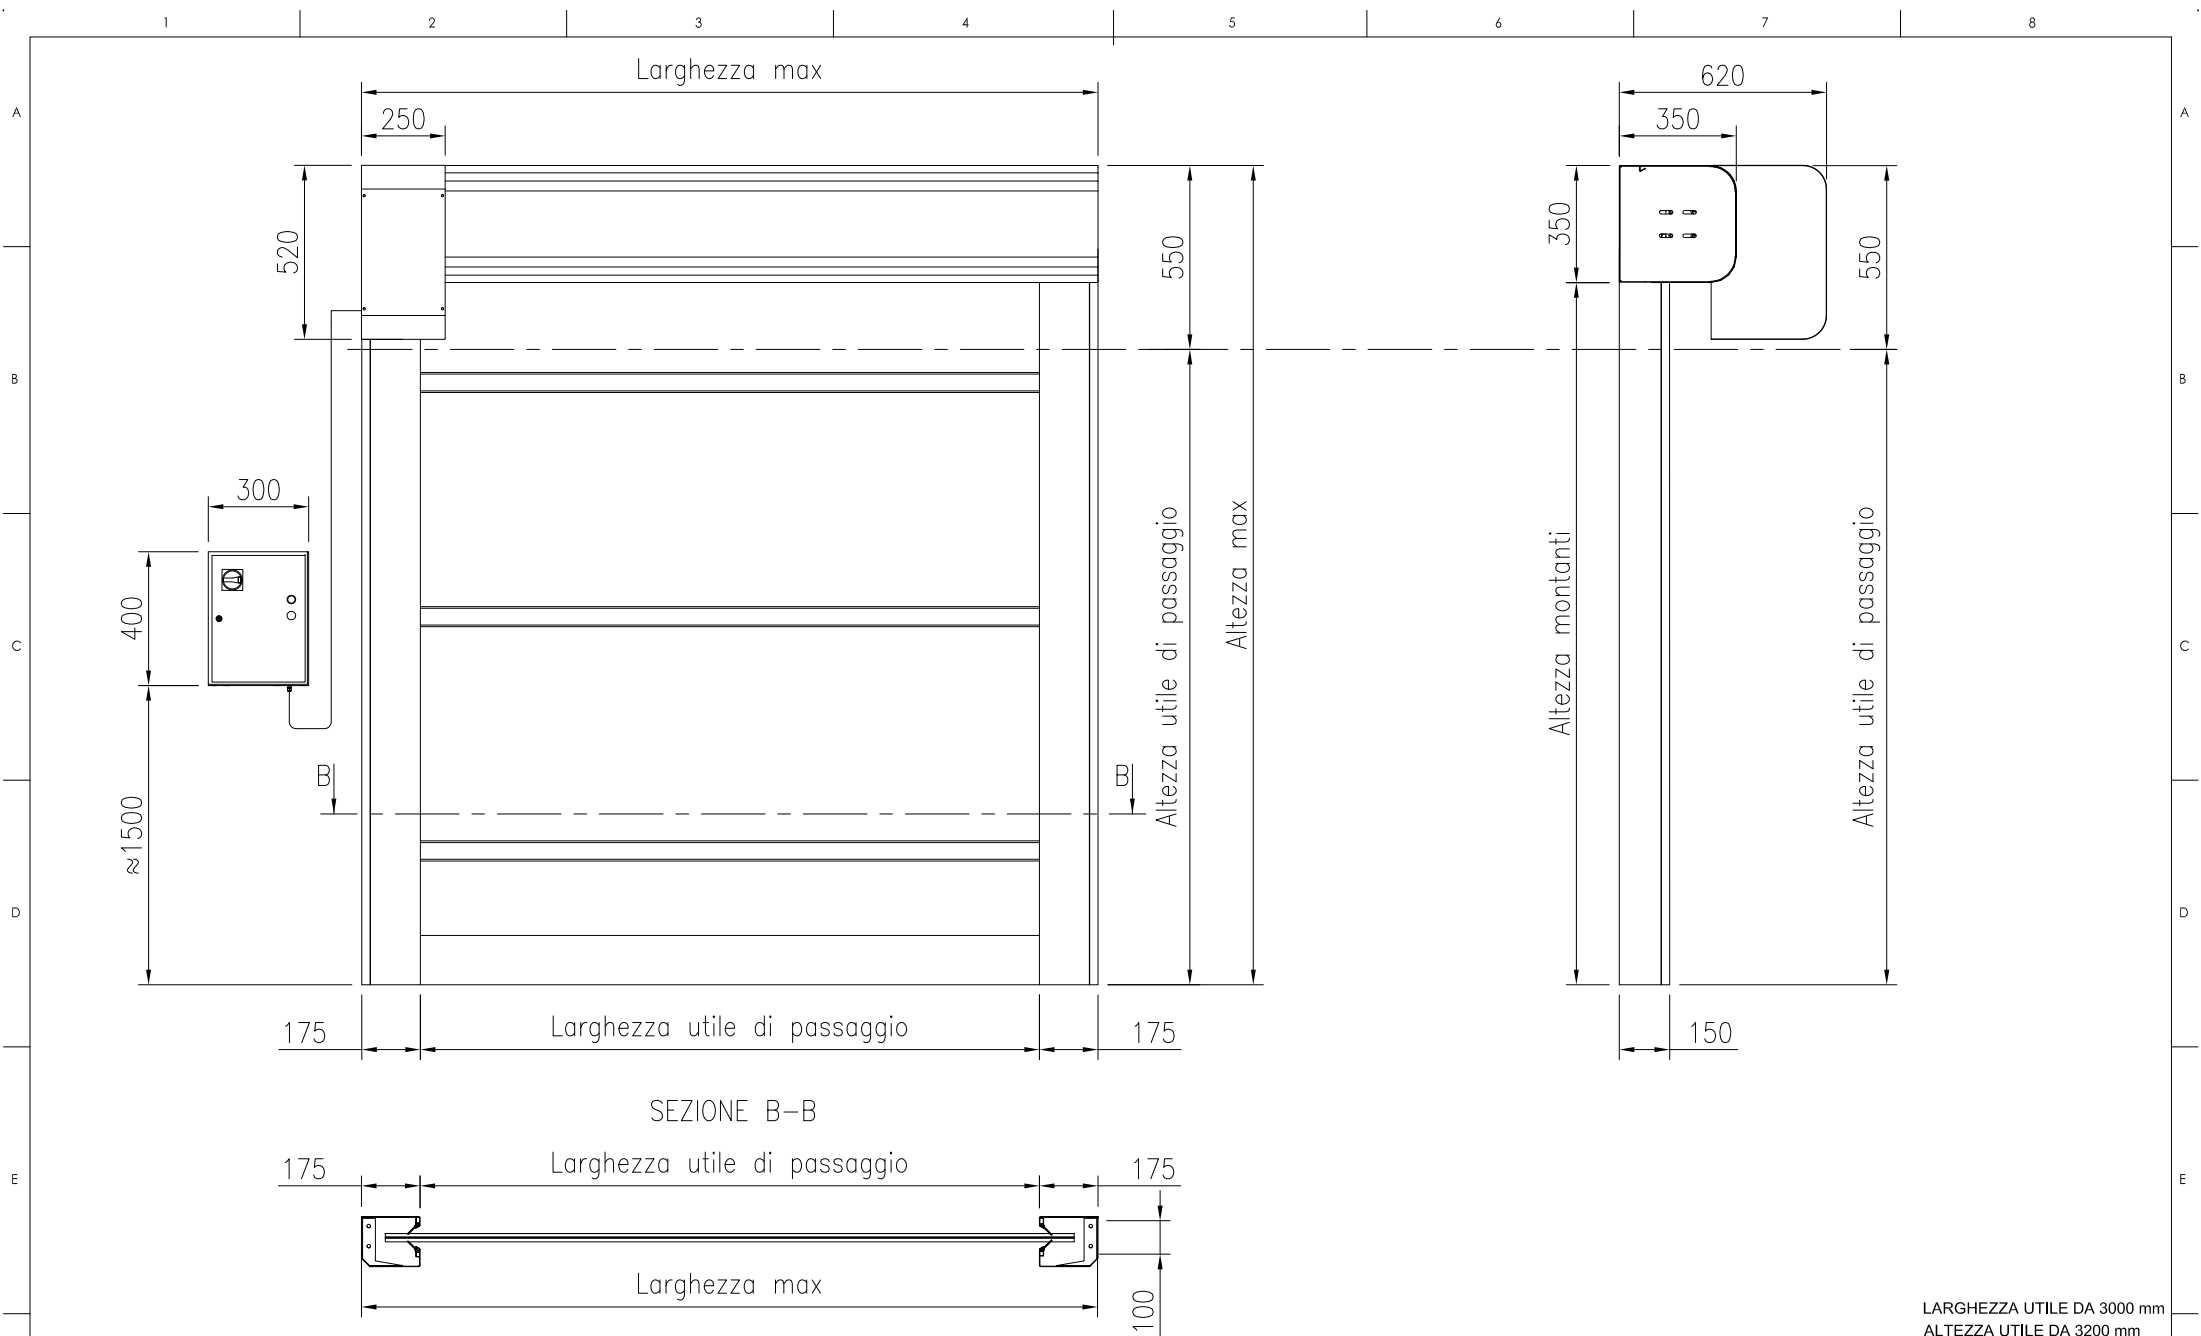 1 2 3 4 5 6 7 8
Larghezza max
620
A
A
250
350
520
550
350
550
B
B
300
400
Altezza utile di passaggio
Altezza max
Altezza montanti
Altezza utile di passaggio
C
C
B
B
≈1500
D
D
175
Larghezza utile di passaggio
175
150
SEZIONE B-B
175
Larghezza utile di passaggio
175
E
E
Larghezza max
100
LARGHEZZA UTILE DA 3000 mm
ALTEZZA UTILE DA 3200 mm